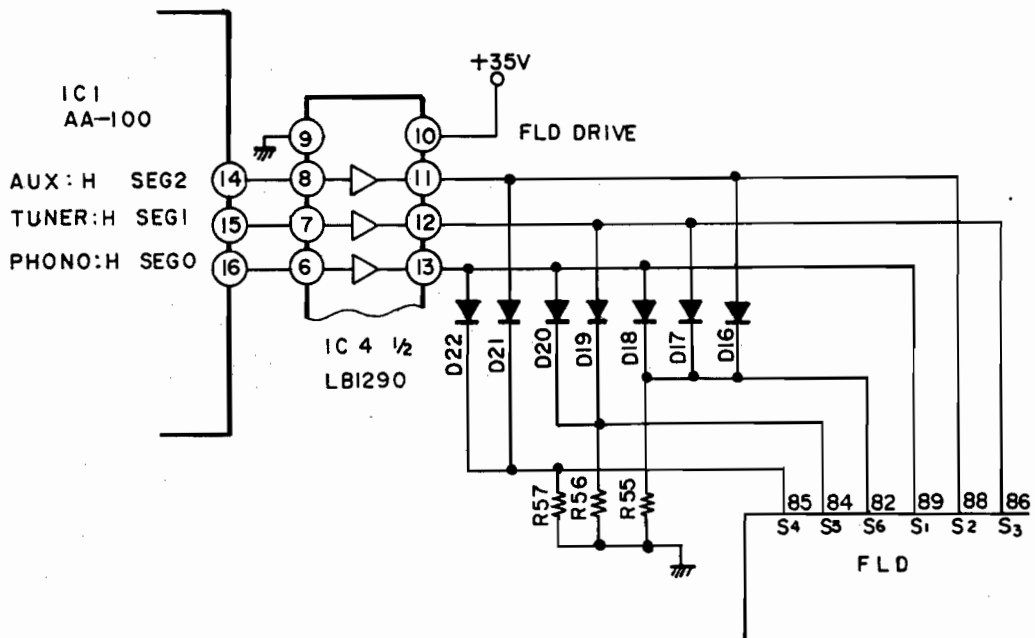 +35V
IC1
AA-100
9
10
FLD DRIVE
AUX:H SEG2
14
8
11
TUNER:H SEG1
15
7
12
PHONO:H SEG0
16
6
13
IC 4 ½
LB1290
D22
D21
D20
D19
D18
D17
D16
R57
R56
R55
85 84 82 89 88 86
S4 S5 S6 S1 S2 S3
FLD